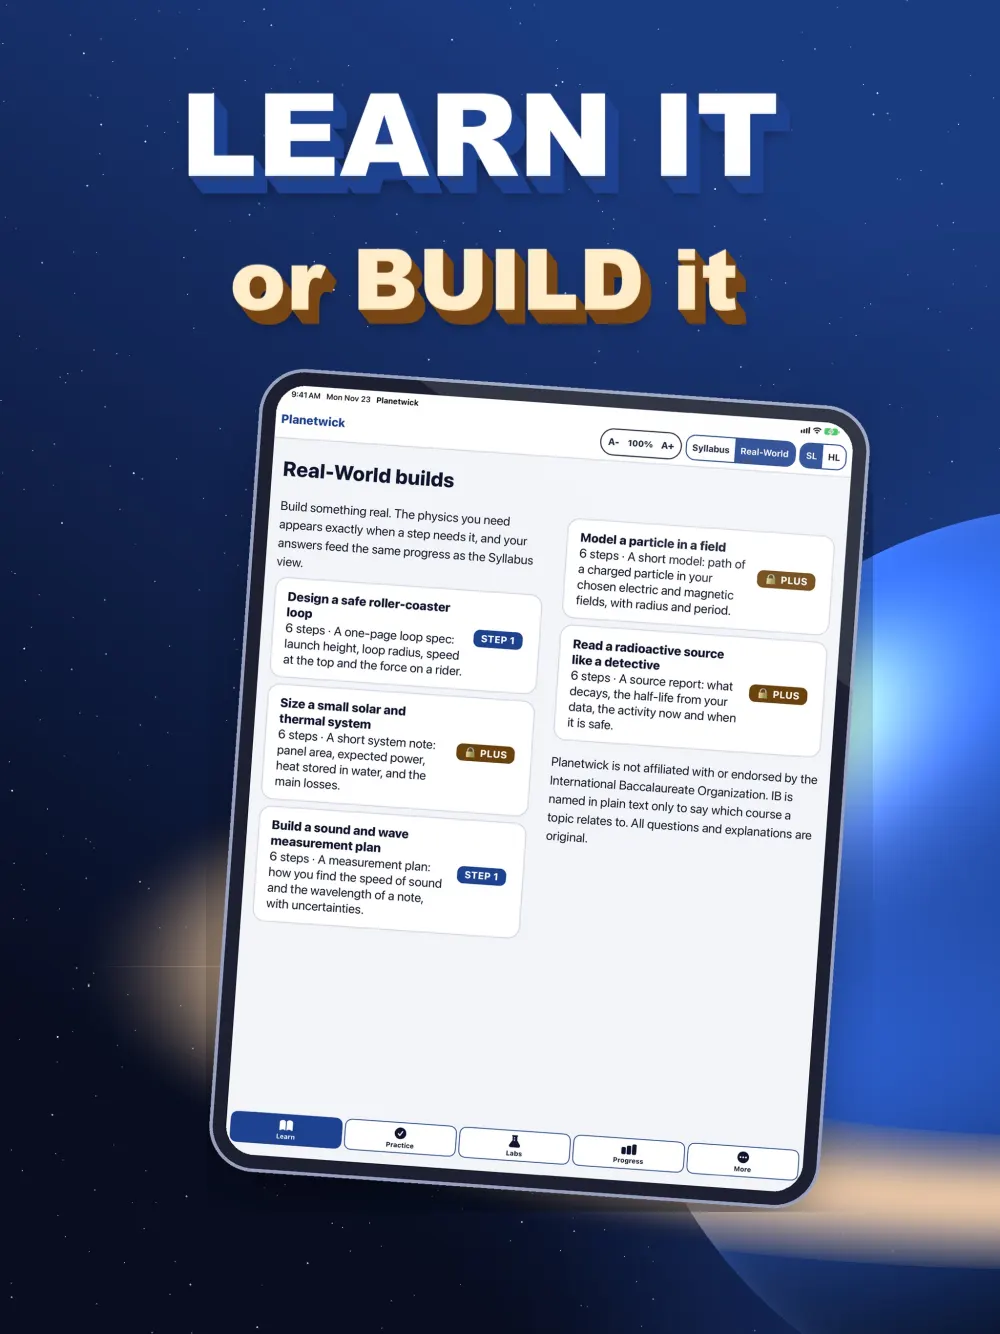 LEARN IT
or BUILD it
9:41 AM Mon Nov 23 Planetwick
Planetwick
A- 100% A+
Syllabus Real-World
SL HL
Real-World builds
Build something real. The physics you need
appears exactly when a step needs it, and your
answers feed the same progress as the Syllabus
view.
Design a safe roller-coaster
loop
6 steps · A one-page loop spec:
launch height, loop radius, speed
at the top and the force on a rider.
STEP 1
Size a small solar and
thermal system
6 steps · A short system note:
panel area, expected power,
heat stored in water, and the
main losses.
PLUS
Build a sound and wave
measurement plan
6 steps · A measurement plan:
how you find the speed of sound
and the wavelength of a note,
with uncertainties.
STEP 1
Model a particle in a field
6 steps · A short model: path of
a charged particle in your
chosen electric and magnetic
fields, with radius and period.
PLUS
Read a radioactive source
like a detective
6 steps · A source report: what
decays, the half-life from your
data, the activity now and when
it is safe.
PLUS
Planetwick is not affiliated with or endorsed by the
International Baccalaureate Organization. IB is
named in plain text only to say which course a
topic relates to. All questions and explanations are
original.
Learn
Practice
Labs
Progress
More